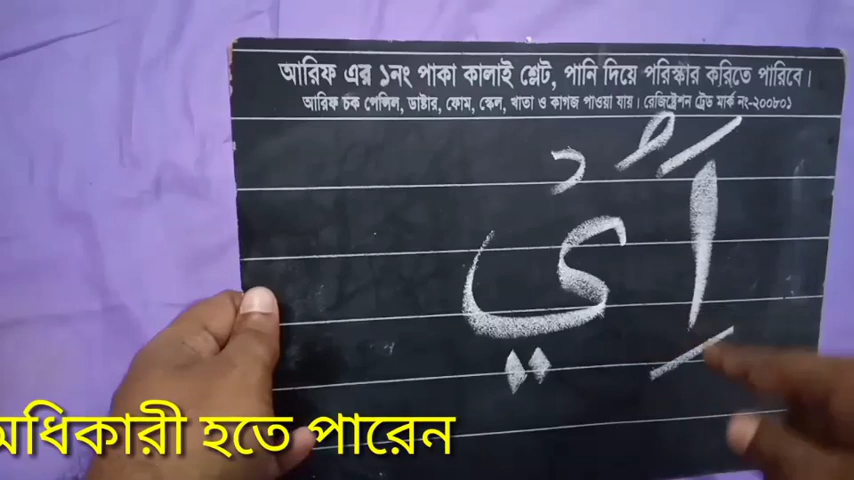 আরিফ এর ১নং পাকা কালাই শ্লেট, পানি দিয়ে পরিস্কার করিতে পারিবে।
আরিফ চক পেন্সিল, ডাষ্টার, ফোম, স্কেল, খাতা ও কাগজ পাওয়া যায়। রেজিষ্ট্রেশন ট্রেড মার্ক নং-২০০৮০১
অধিকারী হতে পারেন